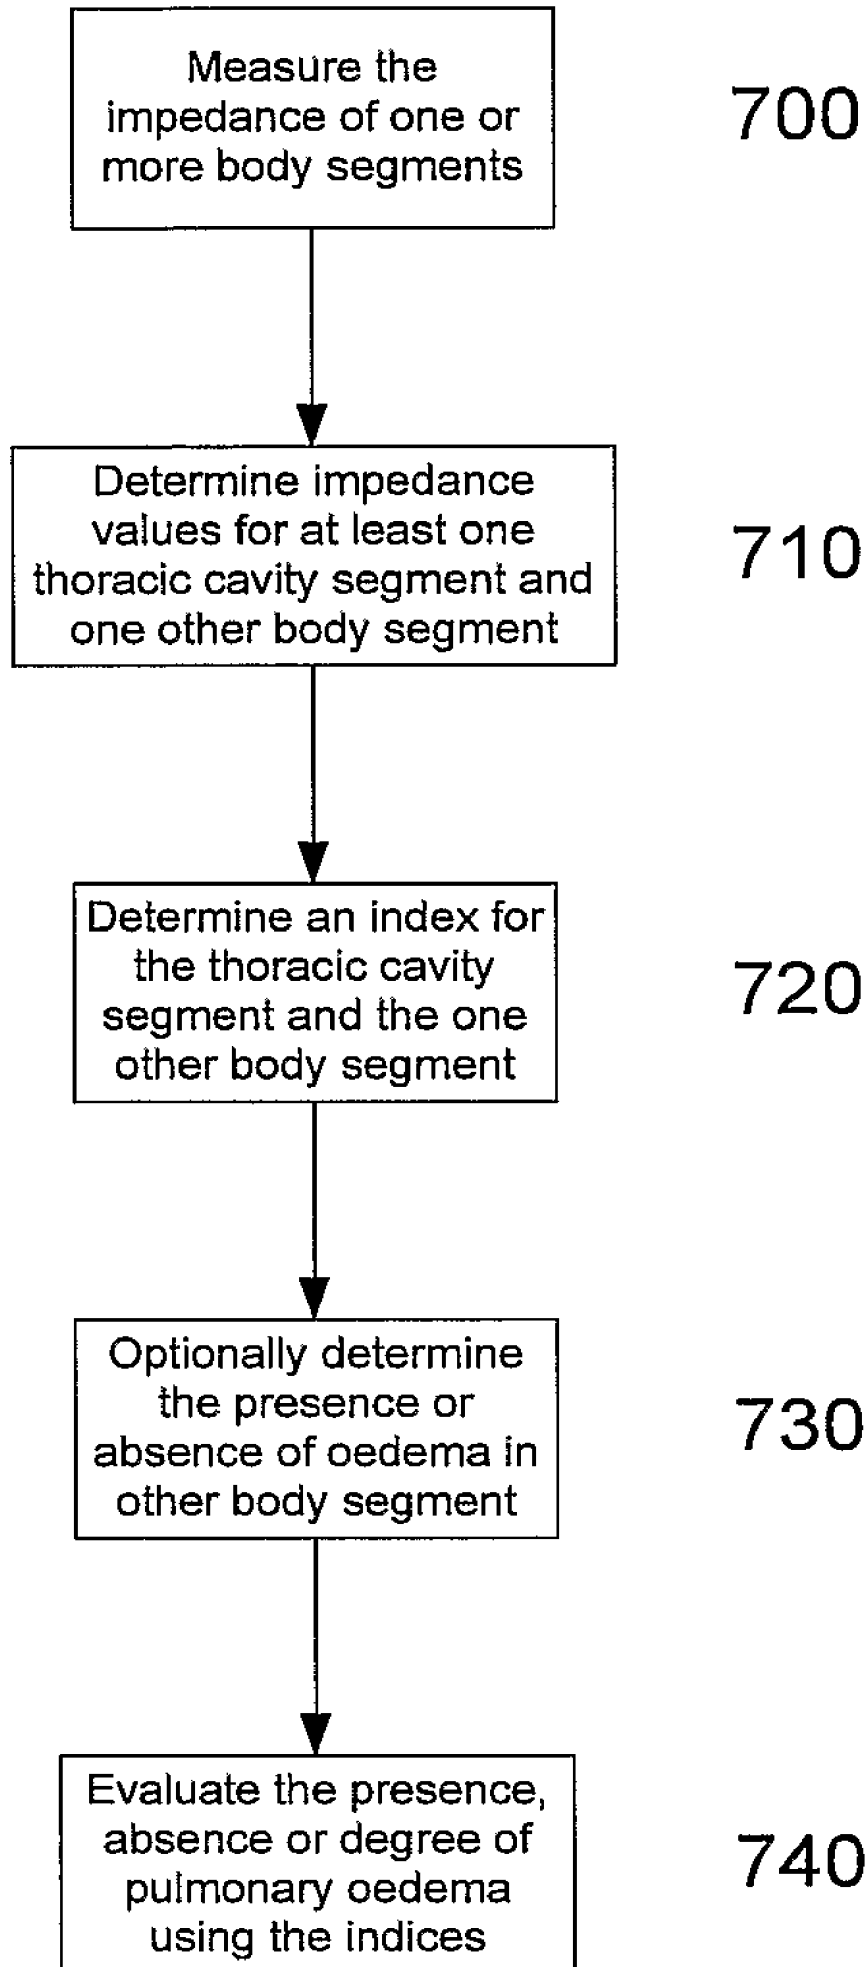 Measure the
impedance of one or
more body segments
700
Determine impedance
values for at least one
thoracic cavity segment and
one other body segment
710
Determine an index for
the thoracic cavity
segment and the one
other body segment
720
Optionally determine
the presence or
absence of oedema in
other body segment
730
Evaluate the presence,
absence or degree of
pulmonary oedema
using the indices
740